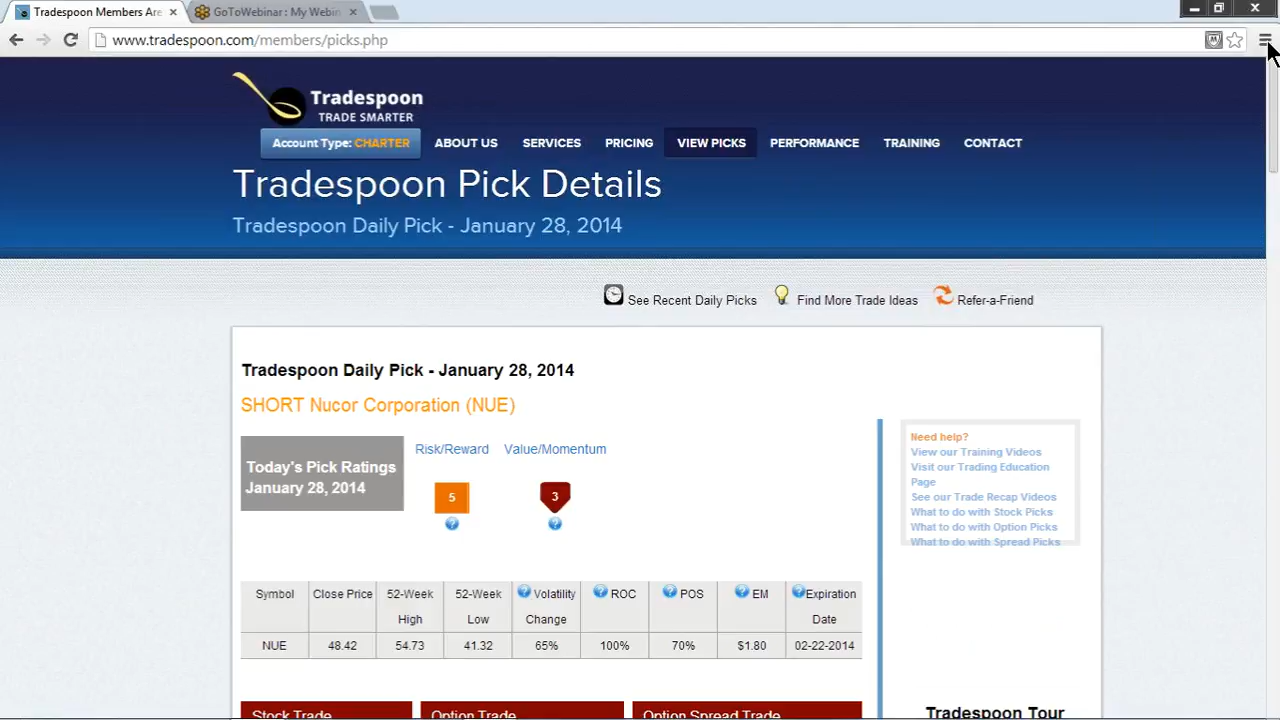 Tradespoon Members Are
GoToWebinar : My Webin
www.tradespoon.com/members/picks.php
Tradespoon
TRADE SMARTER
Account Type: CHARTER
ABOUT US
SERVICES
PRICING
VIEW PICKS
PERFORMANCE
TRAINING
CONTACT
Tradespoon Pick Details
Tradespoon Daily Pick - January 28, 2014
See Recent Daily Picks
Find More Trade Ideas
Refer-a-Friend
Tradespoon Daily Pick - January 28, 2014
SHORT Nucor Corporation (NUE)
Today's Pick Ratings
January 28, 2014
Risk/Reward
Value/Momentum
5
3
?
?
Need help?
View our Training Videos
Visit our Trading Education
Page
See our Trade Recap Videos
What to do with Stock Picks
What to do with Option Picks
What to do with Spread Picks
Symbol
Close Price
52-Week
High
52-Week
Low
? Volatility
Change
? ROC
? POS
? EM
? Expiration
Date
NUE
48.42
54.73
41.32
65%
100%
70%
$1.80
02-22-2014
Stock Trade
Option Trade
Option Spread Trade
Tradespoon Tour